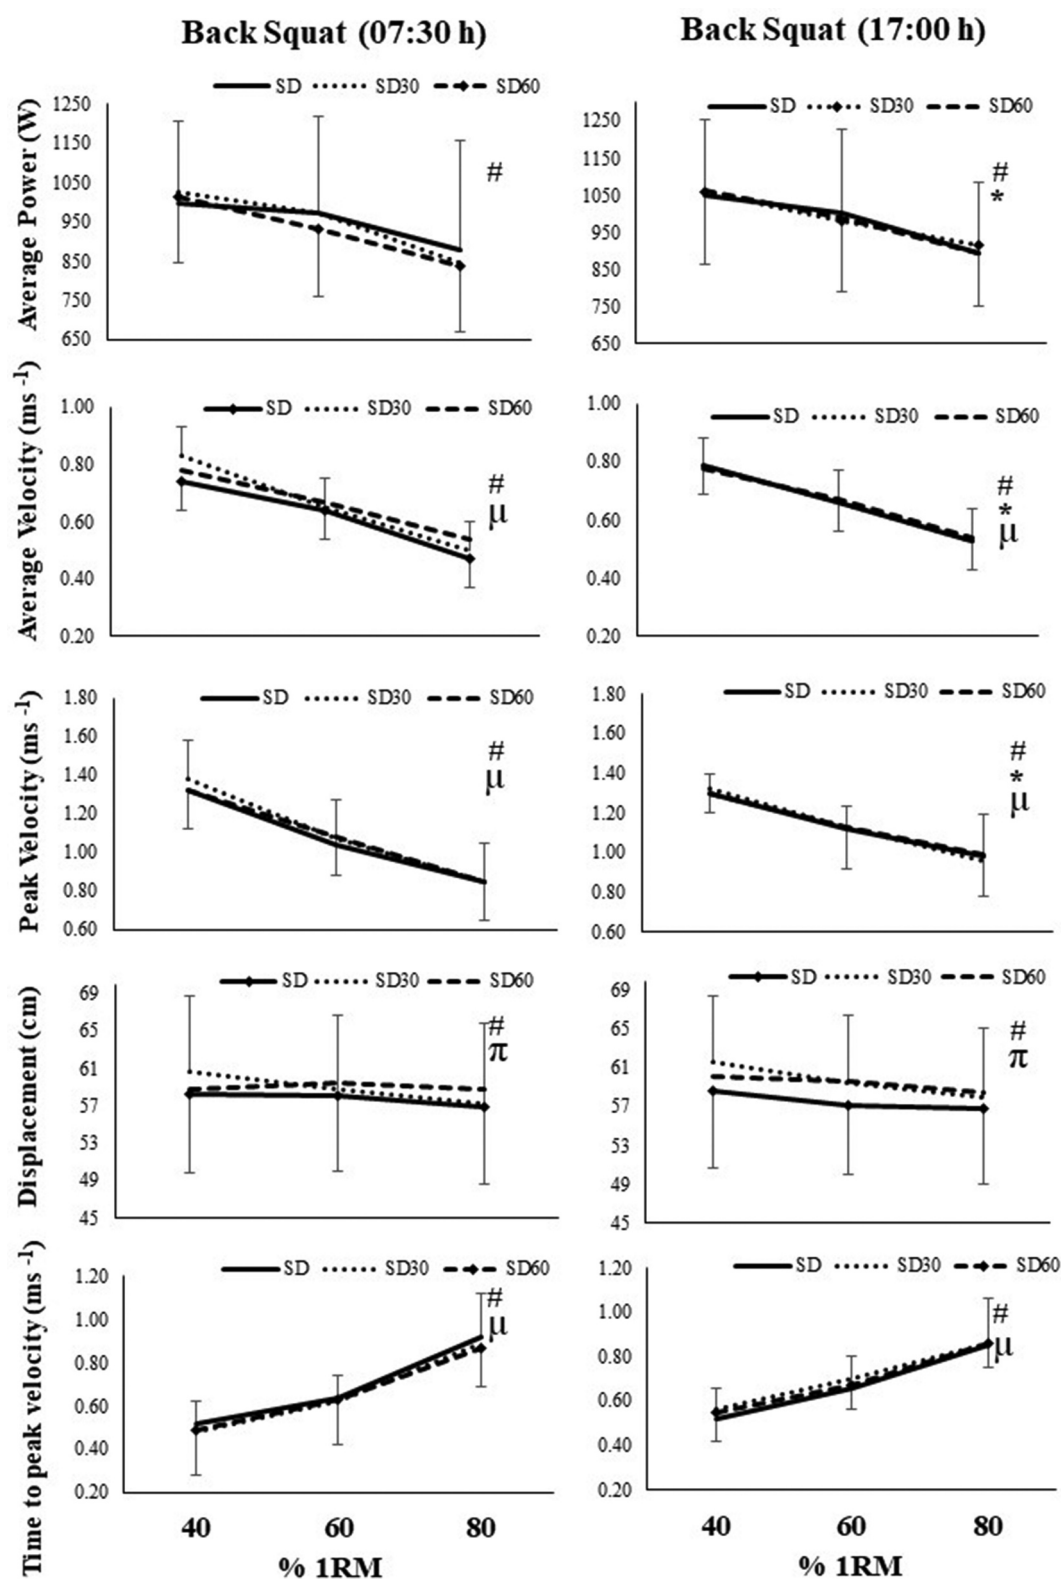 Back Squat (07:30 h)
Back Squat (17:00 h)
Average Power (W)
SD SD30 SD60
1250
1150
1050
950
850
750
650
#
SD SD30 SD60
1250
1150
1050
950
850
750
650
#
*
Average Velocity (ms -1)
SD SD30 SD60
1.00
0.80
0.60
0.40
0.20
#
μ
SD SD30 SD60
1.00
0.80
0.60
0.40
0.20
#
*
μ
Peak Velocity (ms -1)
SD SD30 SD60
1.80
1.60
1.40
1.20
1.00
0.80
0.60
#
μ
SD SD30 SD60
1.80
1.60
1.40
1.20
1.00
0.80
0.60
#
*
μ
Displacement (cm)
SD SD30 SD60
69
65
61
57
53
49
45
#
π
SD SD30 SD60
69
65
61
57
53
49
45
#
π
Time to peak velocity (ms -1)
SD SD30 SD60
1.20
1.00
0.80
0.60
0.40
0.20
#
μ
SD SD30 SD60
1.20
1.00
0.80
0.60
0.40
0.20
#
μ
40 60 80
% 1RM
40 60 80
% 1RM